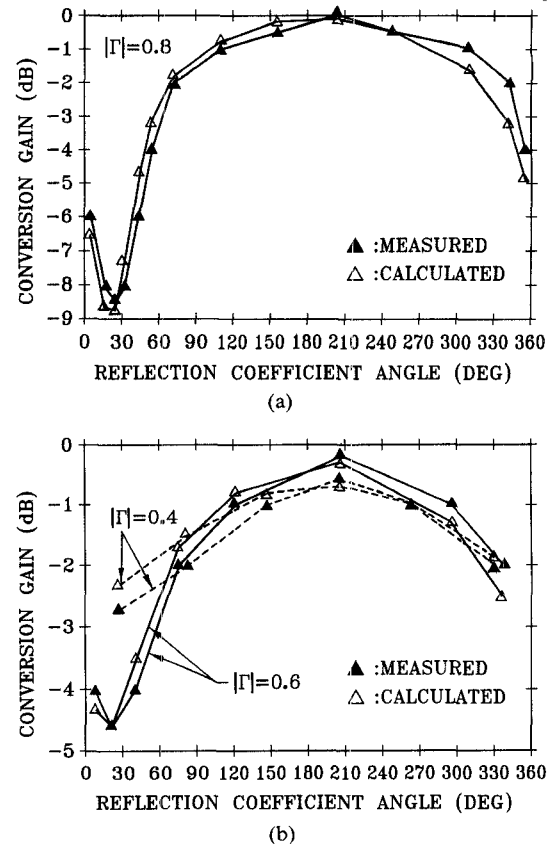 0
-1
-2
-3
-4
-5
-6
-7
-8
-9
CONVERSION GAIN (dB)
|Γ|=0.8
▲ :MEASURED
△ :CALCULATED
0 30 60 90 120 150 180 210 240 270 300 330 360
REFLECTION COEFFICIENT ANGLE (DEG)
(a)
0
-1
-2
-3
-4
-5
CONVERSION GAIN (dB)
|Γ|=0.4
|Γ|=0.6
▲ :MEASURED
△ :CALCULATED
0 30 60 90 120 150 180 210 240 270 300 330 360
REFLECTION COEFFICIENT ANGLE (DEG)
(b)